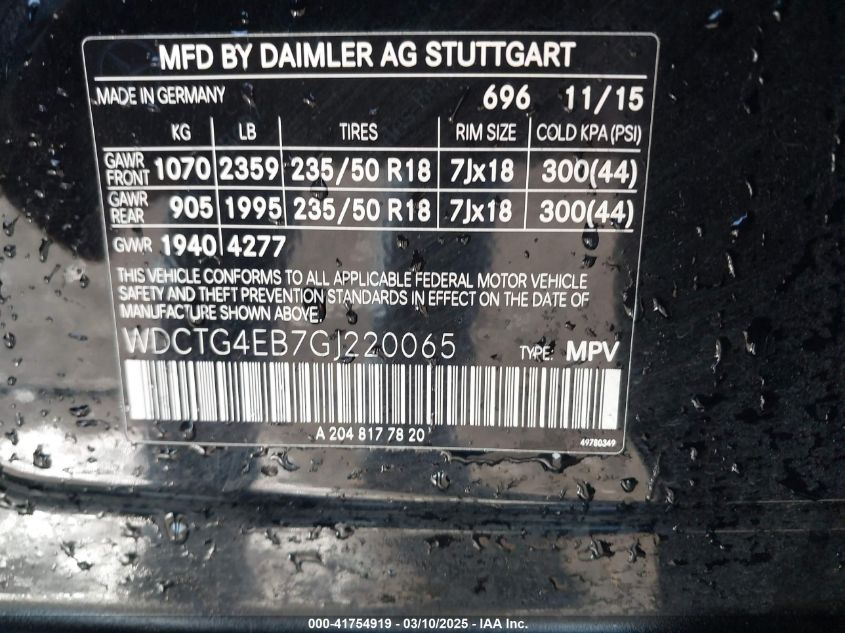 MFD BY DAIMLER AG STUTTGART
MADE IN GERMANY 696 11/15
KG LB TIRES RIM SIZE COLD KPA (PSI)
GAWR FRONT 1070 2359 235/50 R18 7Jx18 300(44)
GAWR REAR 905 1995 235/50 R18 7Jx18 300(44)
GVWR 1940 4277
THIS VEHICLE CONFORMS TO ALL APPLICABLE FEDERAL MOTOR VEHICLE
SAFETY AND THEFT PREVENTION STANDARDS IN EFFECT ON THE DATE OF
MANUFACTURE SHOWN ABOVE.
WDCTG4EB7GJ220065 TYPE: MPV
A 204 817 78 20
49780349
000-41754919 - 03/10/2025 - IAA Inc.